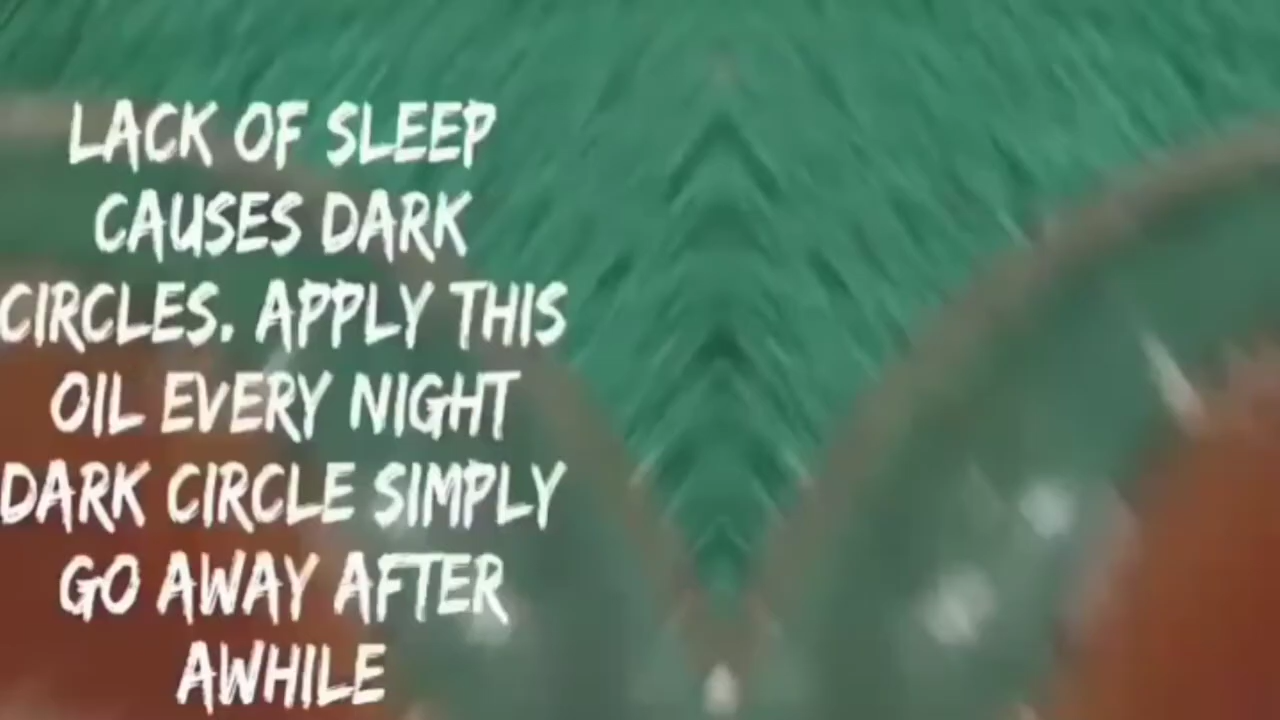 LACK OF SLEEP
CAUSES DARK
CIRCLES. APPLY THIS
OIL EVERY NIGHT
DARK CIRCLE SIMPLY
GO AWAY AFTER
AWHILE